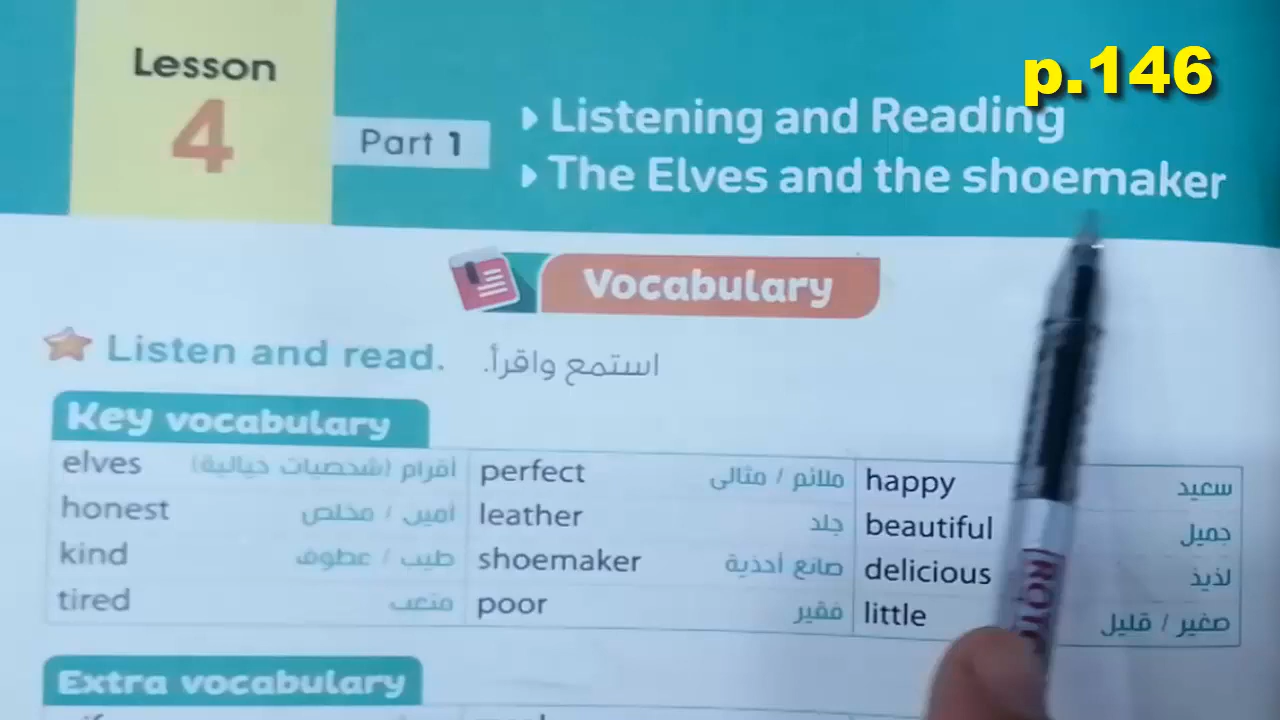 p.146
Lesson
4
Part 1
Listening and Reading
The Elves and the shoemaker
Vocabulary
Listen and read. استمع واقرأ.
Key vocabulary
elves أقزام (شخصيات خيالية) perfect ملائم / مثالى happy سعيد
honest أمين / مخلص leather جلد beautiful جميل
kind طيب / عطوف shoemaker صانع أحذية delicious لذيذ
tired متعب poor فقير little صغير / قليل
Extra vocabulary